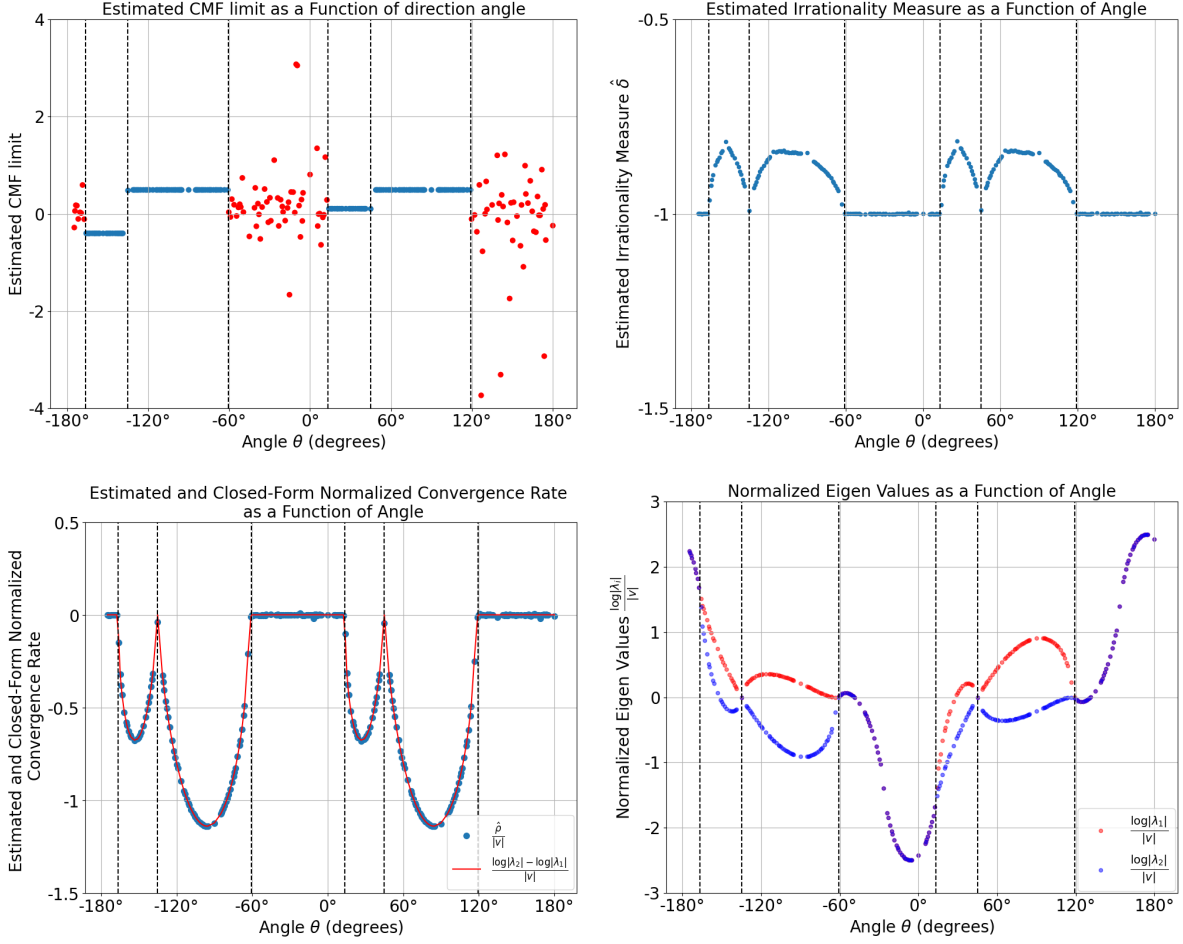 Estimated CMF limit as a Function of direction angle
Estimated CMF limit
4
2
0
-2
-4
-180°
-120°
-60°
0°
60°
120°
180°
Angle θ (degrees)
Estimated Irrationality Measure as a Function of Angle
Estimated Irrationality Measure δ̂
-0.5
-1
-1.5
-180°
-120°
-60°
0°
60°
120°
180°
Angle θ (degrees)
Estimated and Closed-Form Normalized Convergence Rate
as a Function of Angle
Estimated and Closed-Form Normalized
Convergence Rate
0.5
0
-0.5
-1
-1.5
-180°
-120°
-60°
0°
60°
120°
180°
Angle θ (degrees)
ρ̂/|v|
log|λ₂|−log|λ₁|/|v|
Normalized Eigen Values as a Function of Angle
Normalized Eigen Values log|λᵢ|/|v|
3
2
1
0
-1
-2
-3
-180°
-120°
-60°
0°
60°
120°
180°
Angle θ (degrees)
log|λ₁|/|v|
log|λ₂|/|v|